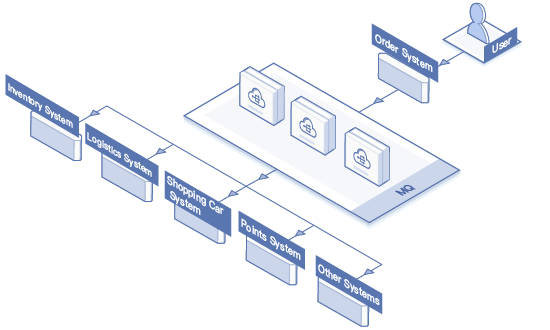 User
Order System
MQ
Inventory System
Logistics System
Shopping Car
System
Points System
Other Systems